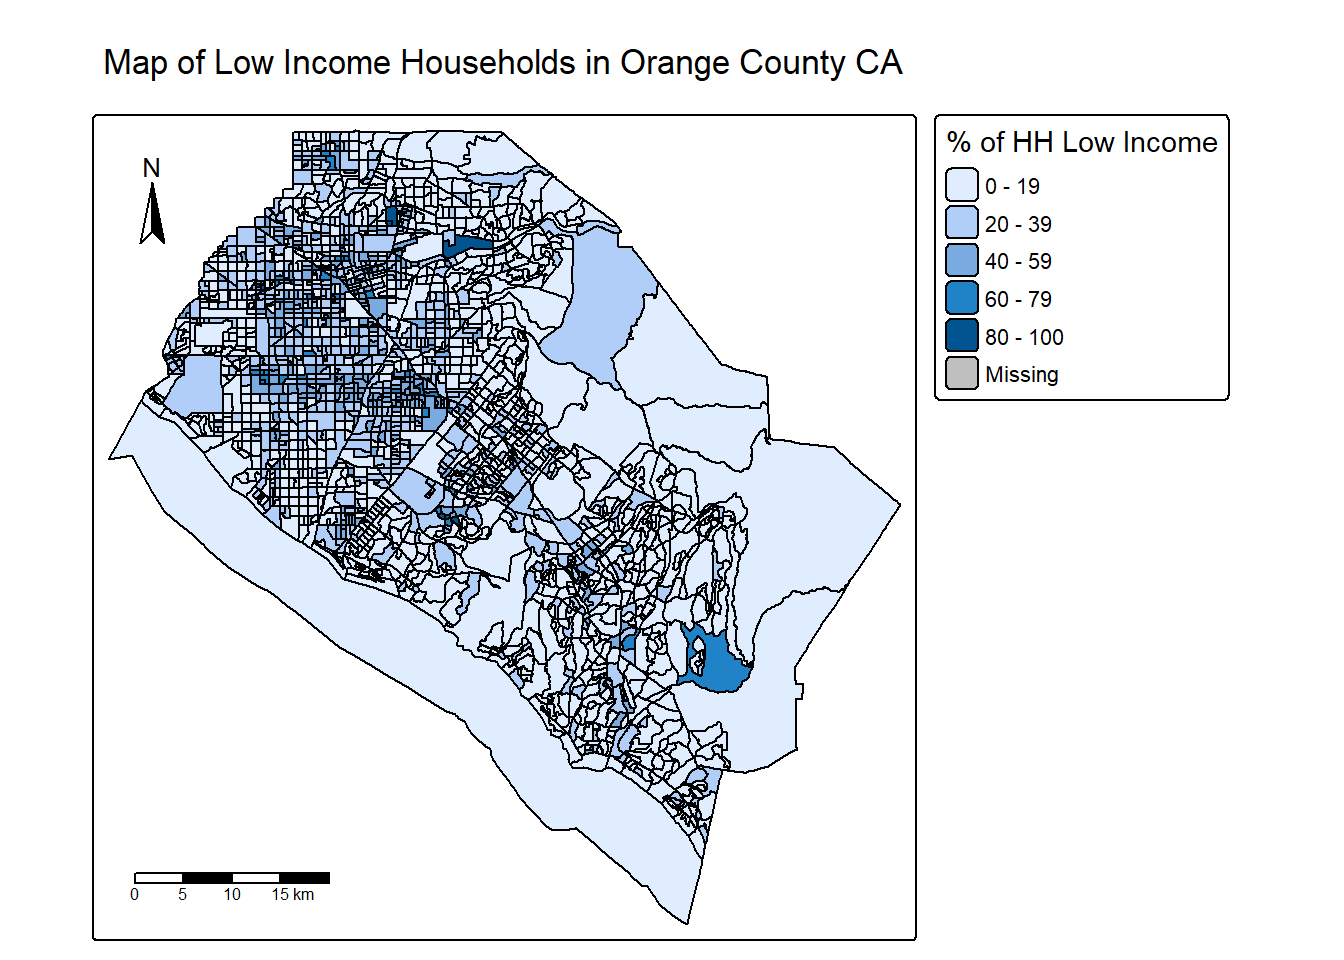 Map of Low Income Households in Orange County CA
N
% of HH Low Income
0 - 19
20 - 39
40 - 59
60 - 79
80 - 100
Missing
0 5 10 15 km